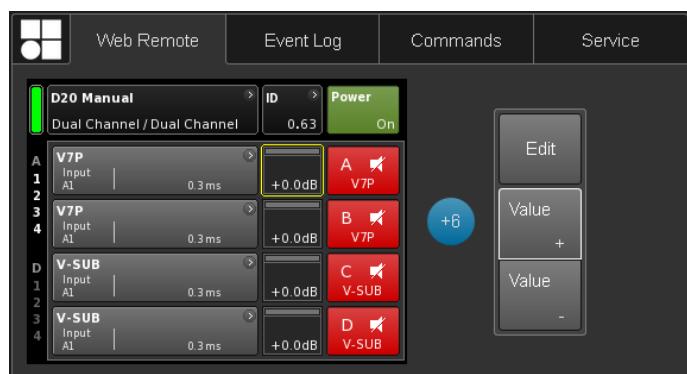 Web Remote
Event Log
Commands
Service
D20 Manual
Dual Channel / Dual Channel
ID
0.63
Power
On
A
1
2
3
4
D
1
2
3
4
V7P
Input
A1
0.3 ms
+0.0dB
A
V7P
V7P
Input
A1
0.3 ms
+0.0dB
B
V7P
V-SUB
Input
A1
0.3 ms
+0.0dB
C
V-SUB
V-SUB
Input
A1
0.3 ms
+0.0dB
D
V-SUB
+6
Edit
Value
+
Value
-